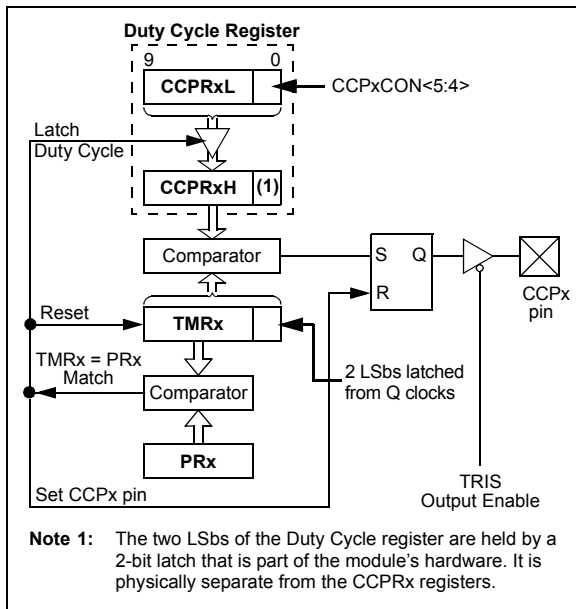 Duty Cycle Register
9 0
CCPRxL
CCPxCON<5:4>
Latch
Duty Cycle
CCPRxH (1)
Comparator
S Q
R
CCPx
pin
Reset
TMRx
TMRx = PRx
Match
2 LSbs latched
from Q clocks
Comparator
PRx
Set CCPx pin
TRIS
Output Enable
Note 1: The two LSbs of the Duty Cycle register are held by a
2-bit latch that is part of the module's hardware. It is
physically separate from the CCPRx registers.